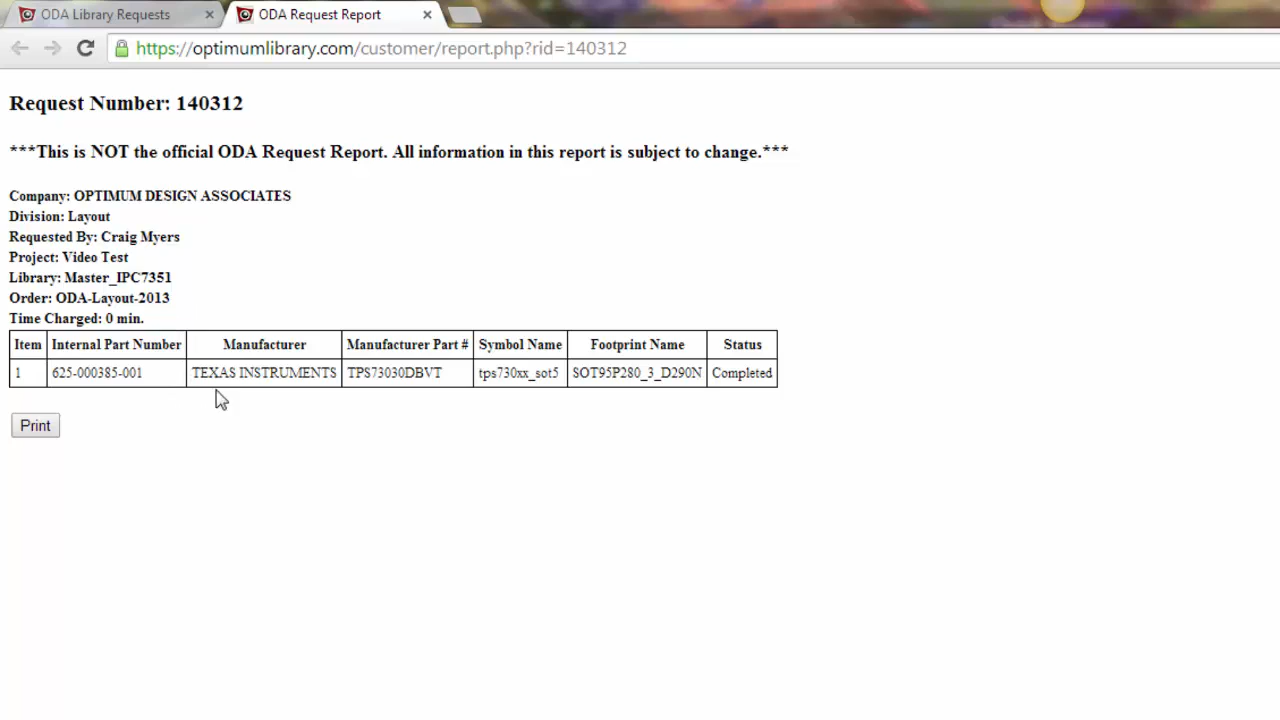 ODA Library Requests ODA Request Report
https://optimumlibrary.com/customer/report.php?rid=140312
Request Number: 140312
***This is NOT the official ODA Request Report. All information in this report is subject to change.***
Company: OPTIMUM DESIGN ASSOCIATES
Division: Layout
Requested By: Craig Myers
Project: Video Test
Library: Master_IPC7351
Order: ODA-Layout-2013
Time Charged: 0 min.
Item Internal Part Number Manufacturer Manufacturer Part # Symbol Name Footprint Name Status
1 625-000385-001 TEXAS INSTRUMENTS TPS73030DBVT tps730xx_sot5 SOT95P280_3_D290N Completed
Print